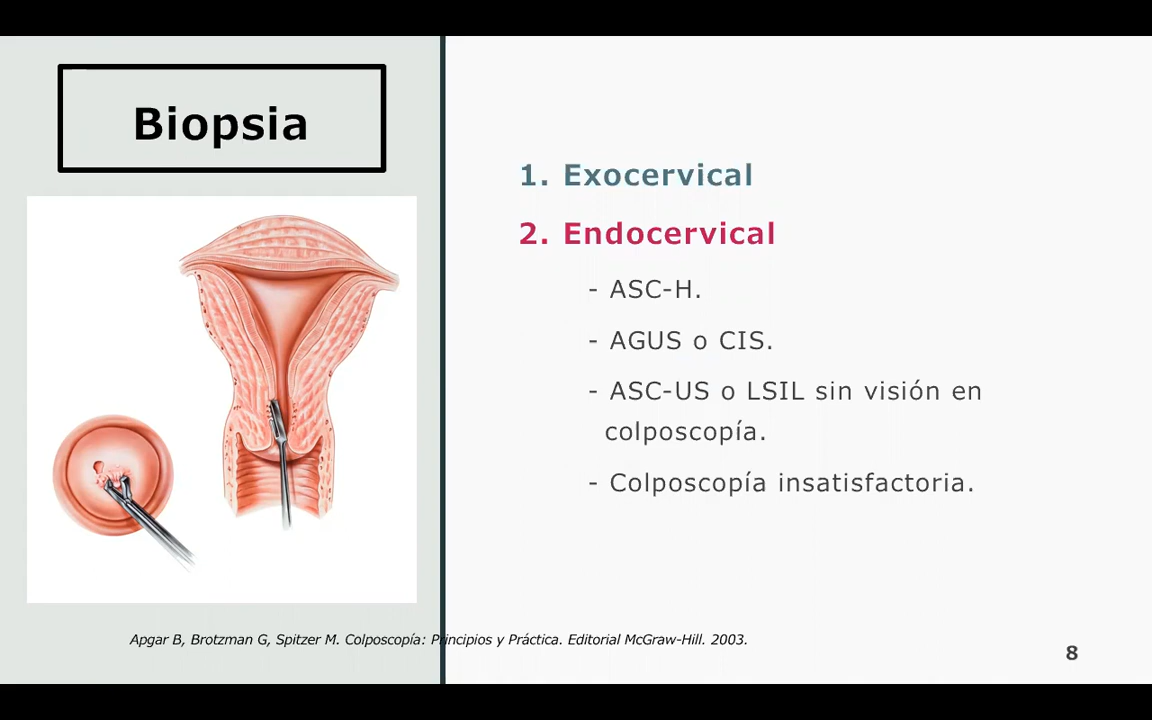 Biopsia
1. Exocervical
2. Endocervical
- ASC-H.
- AGUS o CIS.
- ASC-US o LSIL sin visión en
colposcopía.
- Colposcopía insatisfactoria.
Apgar B, Brotzman G, Spitzer M. Colposcopía: Principios y Práctica. Editorial McGraw-Hill. 2003.
8